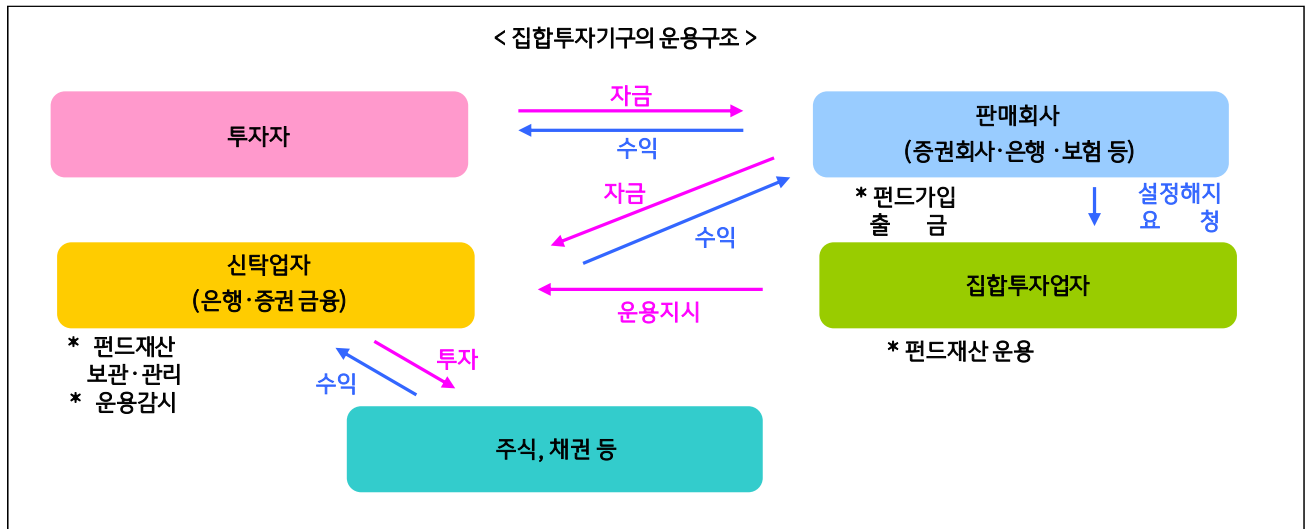 < 집합투자기구의 운용구조 >
자금
투자자
수익
판매회사
(증권회사·은행 ·보험 등)
자금
수익
* 펀드가입
출 금
설정해지
요 청
신탁업자
(은행·증권 금융)
운용지시
집합투자업자
* 펀드재산
보관·관리
* 운용감시
* 펀드재산 운용
투자
수익
주식, 채권 등